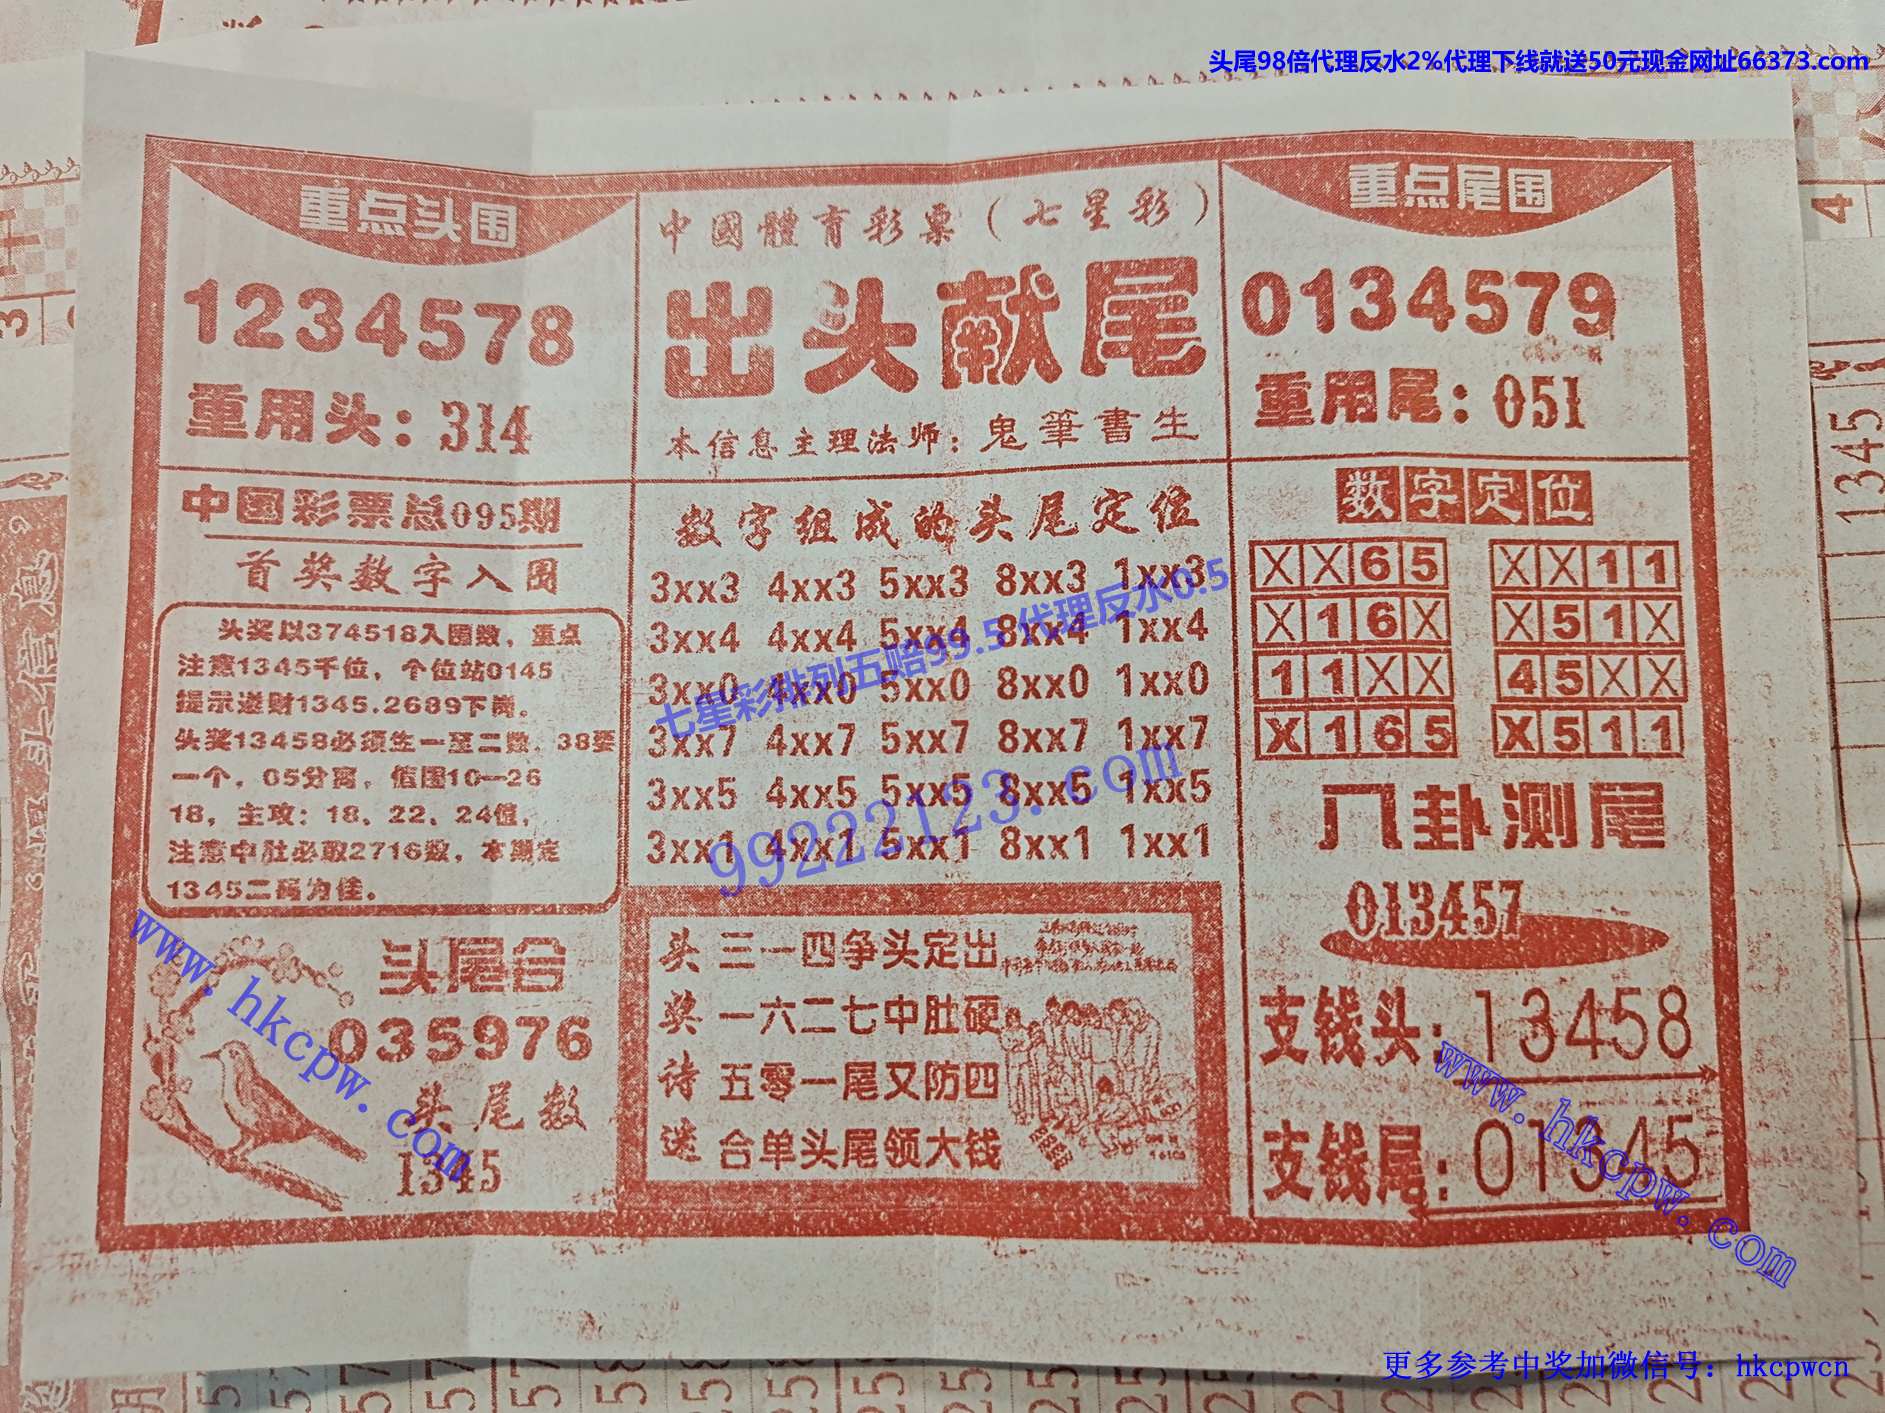 头尾98倍代理反水2%代理下线就送50元现金网址66373.com
重点头围
1234578
重用头：314
中國體育彩票（七星彩）
出头献尾
本信息主理法师：鬼筆書生
重点尾围
0134579
重用尾：051
中国彩票总095期
首奖数字入围
头奖以374518入围数，重点
注意1345千位，个位站0145
提示送财1345.2689下岗。
头奖13458必须生一至二数，38要
一个，05分离，值围10—26
18，主攻：18、22、24值，
注意中肚必取2716数，本期定
1345二码为佳。
头尾合
035976
头尾数
1345
数字组成的头尾定位
3xx3 4xx3 5xx3 8xx3 1xx3
3xx4 4xx4 5xx4 8xx4 1xx4
3xx0 4xx0 5xx0 8xx0 1xx0
3xx7 4xx7 5xx7 8xx7 1xx7
3xx5 4xx5 5xx5 8xx5 1xx5
3xx1 4xx1 5xx1 8xx1 1xx1
七星彩排列五赔99.5 代理反水0.5
99222123.com
头奖诗迷
三一四争头定出
一六二七中肚硬
五零一尾又防四
合单头尾领大钱
数字定位
XX65 XX11
X16X X51X
11XX 45XX
X165 X511
八卦测尾
013457
支钱头：13458
支钱尾：01345
www.hkcpw.com
www.hkcpw.com
更多参考中奖加微信号：hkcpwcn